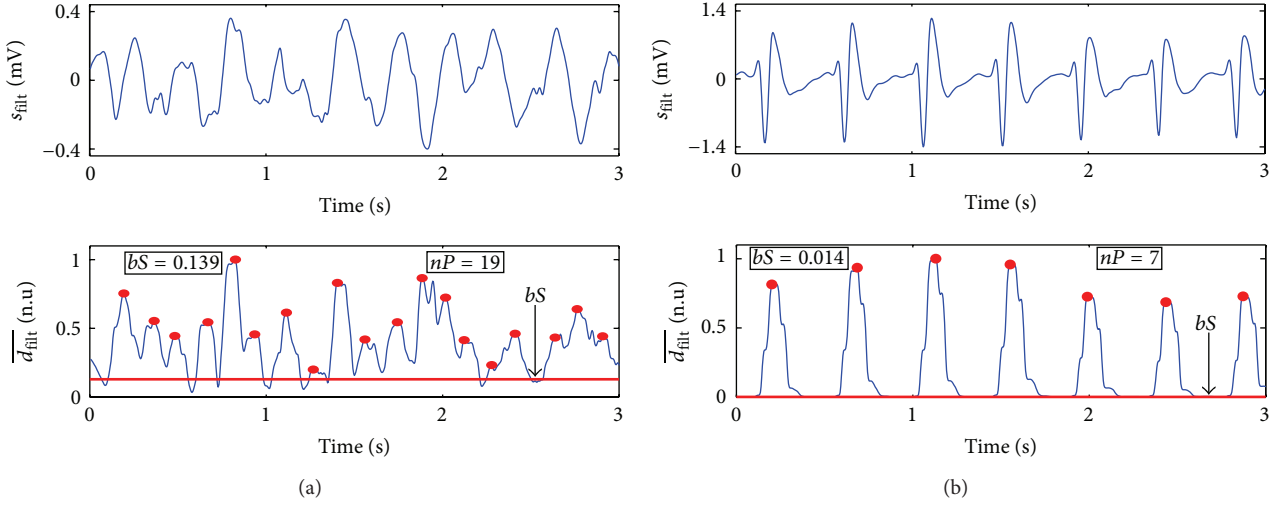 s_filt (mV)
0.4
0
−0.4
0
1
2
3
Time (s)
d_filt (n.u)
1
0.5
0
bS = 0.139
nP = 19
bS
0
1
2
3
Time (s)
(a)
s_filt (mV)
1.4
0
−1.4
0
1
2
3
Time (s)
d_filt (n.u)
1
0.5
0
bS = 0.014
nP = 7
bS
0
1
2
3
Time (s)
(b)